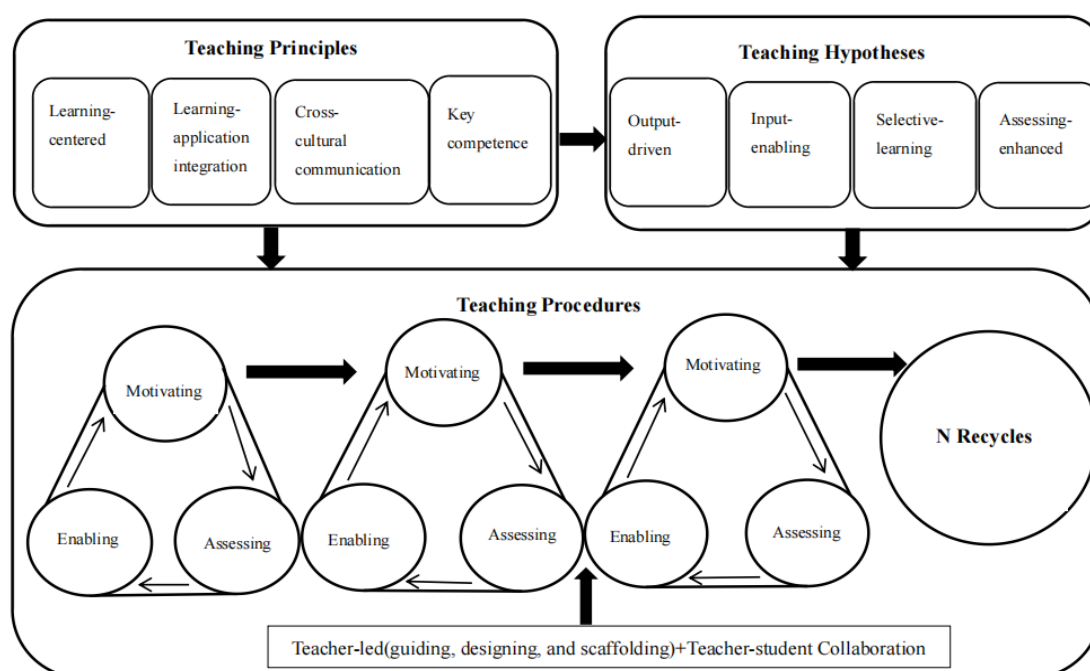 Teaching Principles
Learning-
centered
Learning-
application
integration
Cross-
cultural
communication
Key
competence
Teaching Hypotheses
Output-
driven
Input-
enabling
Selective-
learning
Assessing-
enhanced
Teaching Procedures
Motivating
Enabling
Assessing
Motivating
Enabling
Assessing
Motivating
Enabling
Assessing
N Recycles
Teacher-led(guiding, designing, and scaffolding)+Teacher-student Collaboration